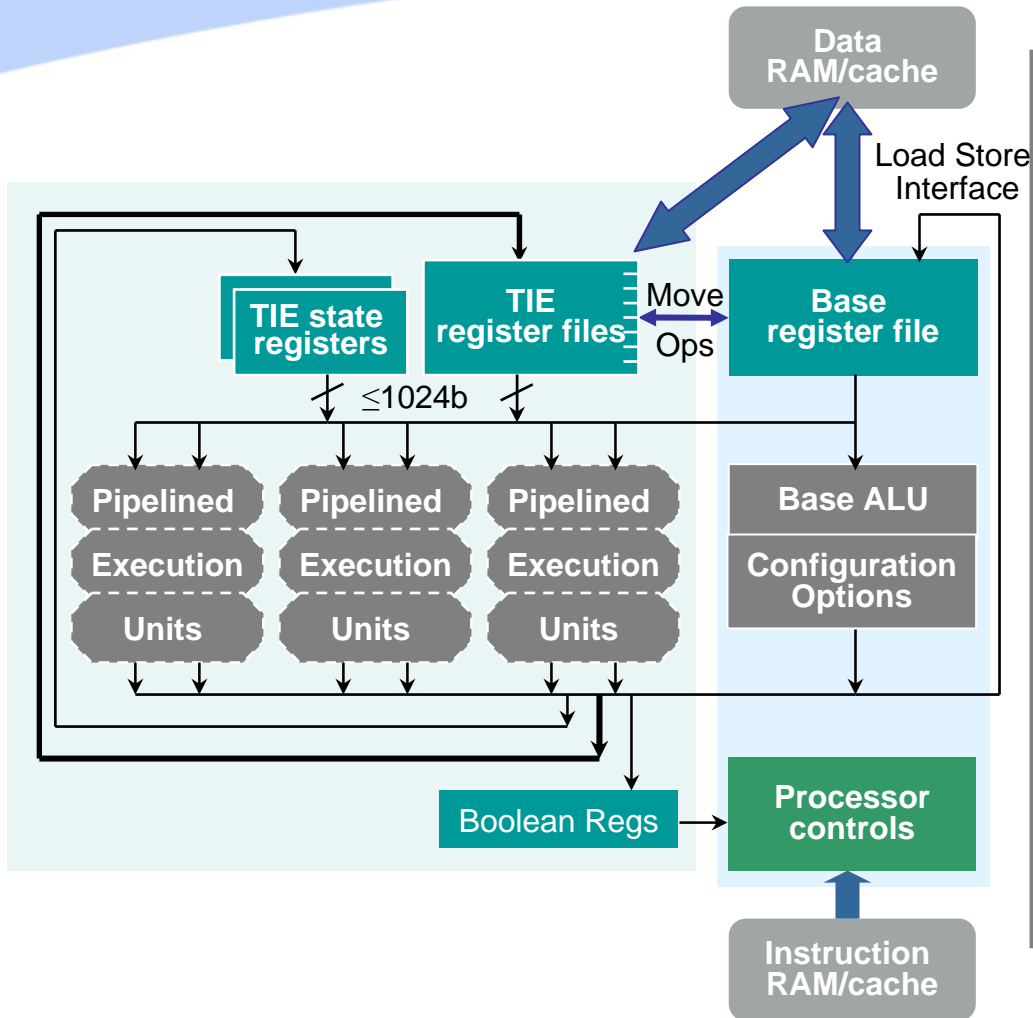 Data
RAM/cache
Load Store
Interface
TIE state
registers
TIE
register files
Move
Ops
Base
register file
≤1024b
Pipelined
Execution
Units
Pipelined
Execution
Units
Pipelined
Execution
Units
Base ALU
Configuration
Options
Boolean Regs
Processor
controls
Instruction
RAM/cache